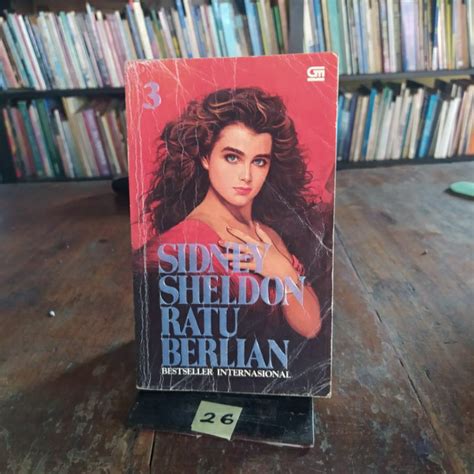 GM
3
SIDNEY
SHELDON
RATU
BERLIAN
BESTSELLER INTERNASIONAL
26